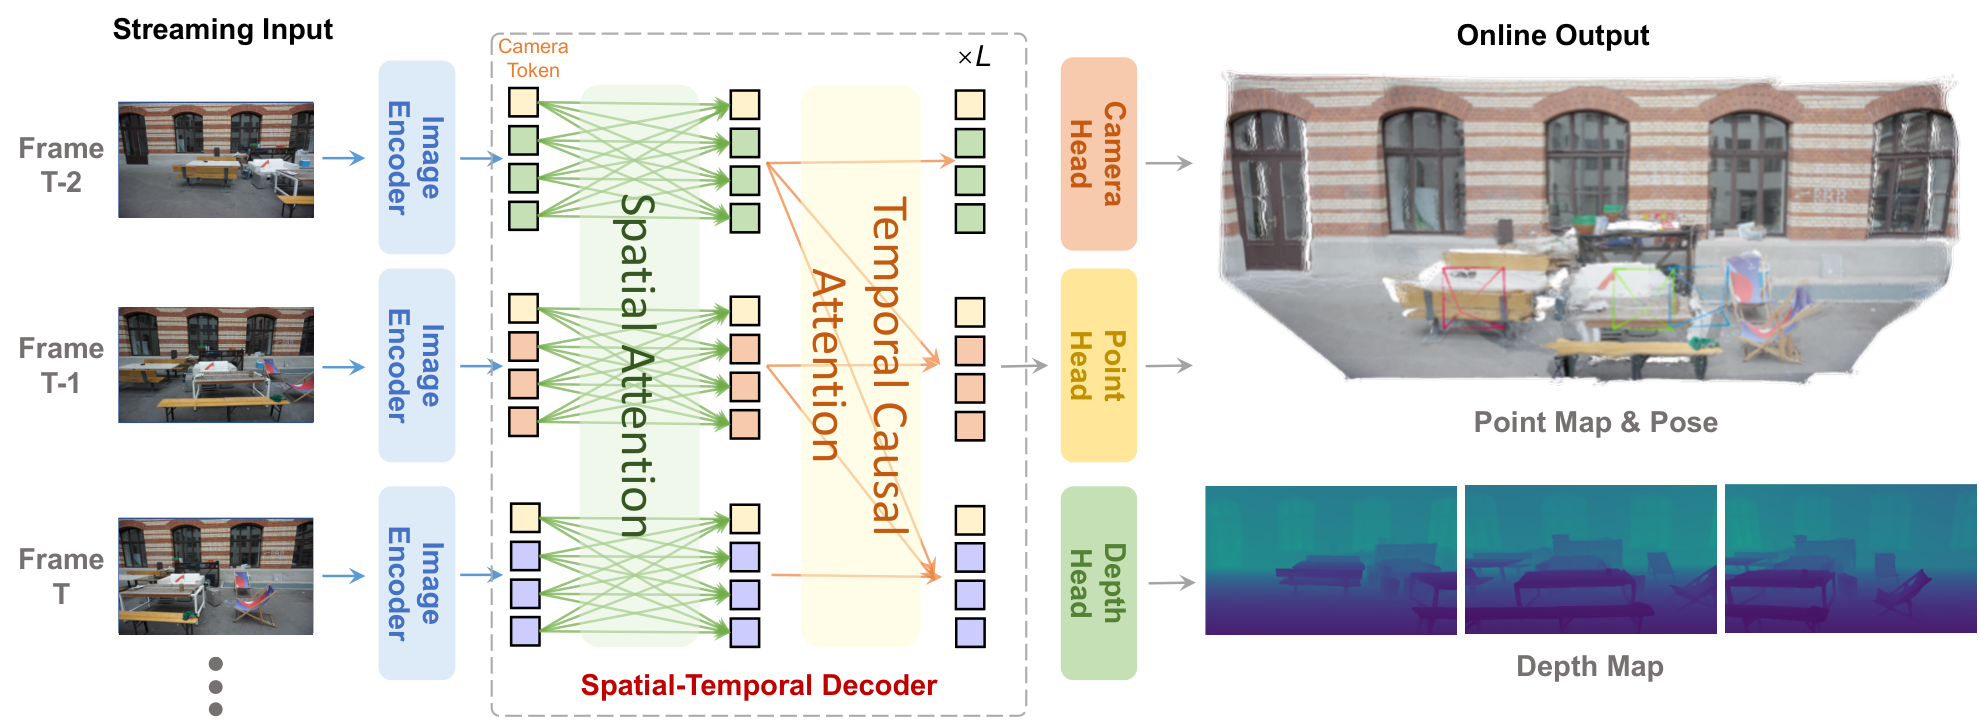 Streaming Input
Online Output
Camera
Token
×L
Frame
T-2
Image
Encoder
Camera
Head
Frame
T-1
Image
Encoder
Spatial Attention
Temporal Causal
Attention
Point
Head
Point Map & Pose
Frame
T
Image
Encoder
Depth
Head
Depth Map
Spatial-Temporal Decoder